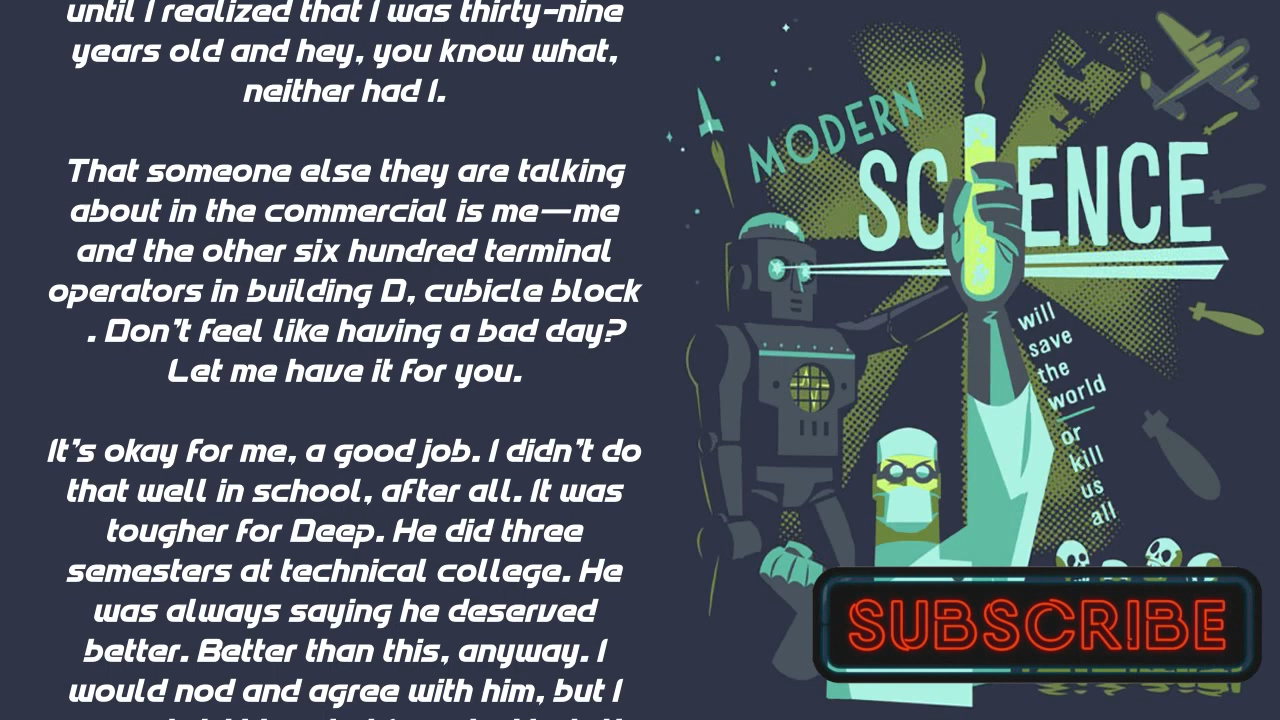 until I realized that I was thirty-nine
years old and hey, you know what,
neither had I.
That someone else they are talking
about in the commercial is me—me
and the other six hundred terminal
operators in building D, cubicle block
. Don't feel like having a bad day?
Let me have it for you.
It's okay for me, a good job. I didn't do
that well in school, after all. It was
tougher for Deep. He did three
semesters at technical college. He
was always saying he deserved
better. Better than this, anyway. I
would nod and agree with him, but I
MODERN
SCIENCE
will
save
the
world
or
kill
us
all
SUBSCRIBE